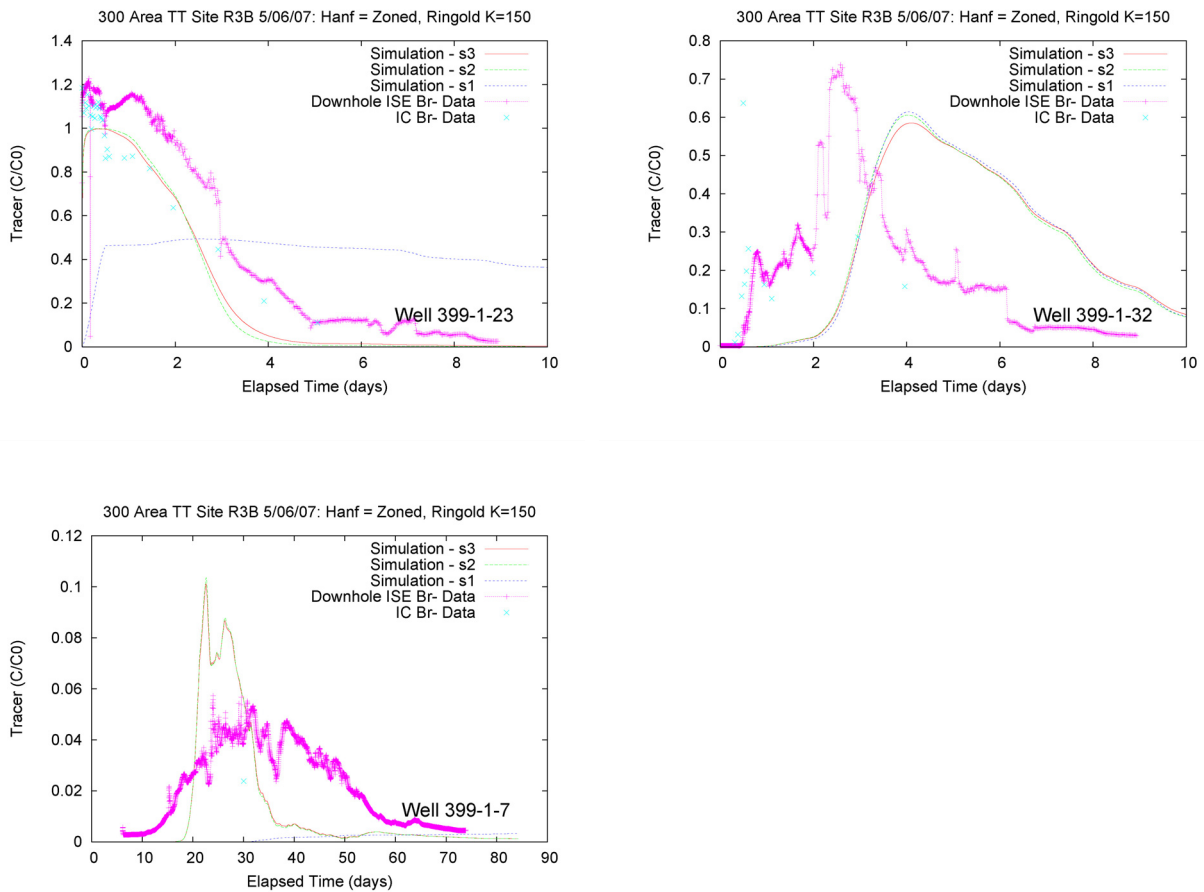 300 Area TT Site R3B 5/06/07: Hanf = Zoned, Ringold K=150
Simulation - s3
Simulation - s2
Simulation - s1
Downhole ISE Br- Data
IC Br- Data
Tracer (C/C0)
1.4
1.2
1
0.8
0.6
0.4
0.2
0
Well 399-1-23
0 2 4 6 8 10
Elapsed Time (days)
300 Area TT Site R3B 5/06/07: Hanf = Zoned, Ringold K=150
Simulation - s3
Simulation - s2
Simulation - s1
Downhole ISE Br- Data
IC Br- Data
Tracer (C/C0)
0.8
0.7
0.6
0.5
0.4
0.3
0.2
0.1
0
Well 399-1-32
0 2 4 6 8 10
Elapsed Time (days)
300 Area TT Site R3B 5/06/07: Hanf = Zoned, Ringold K=150
Simulation - s3
Simulation - s2
Simulation - s1
Downhole ISE Br- Data
IC Br- Data
Tracer (C/C0)
0.12
0.1
0.08
0.06
0.04
0.02
0
Well 399-1-7
0 10 20 30 40 50 60 70 80 90
Elapsed Time (days)